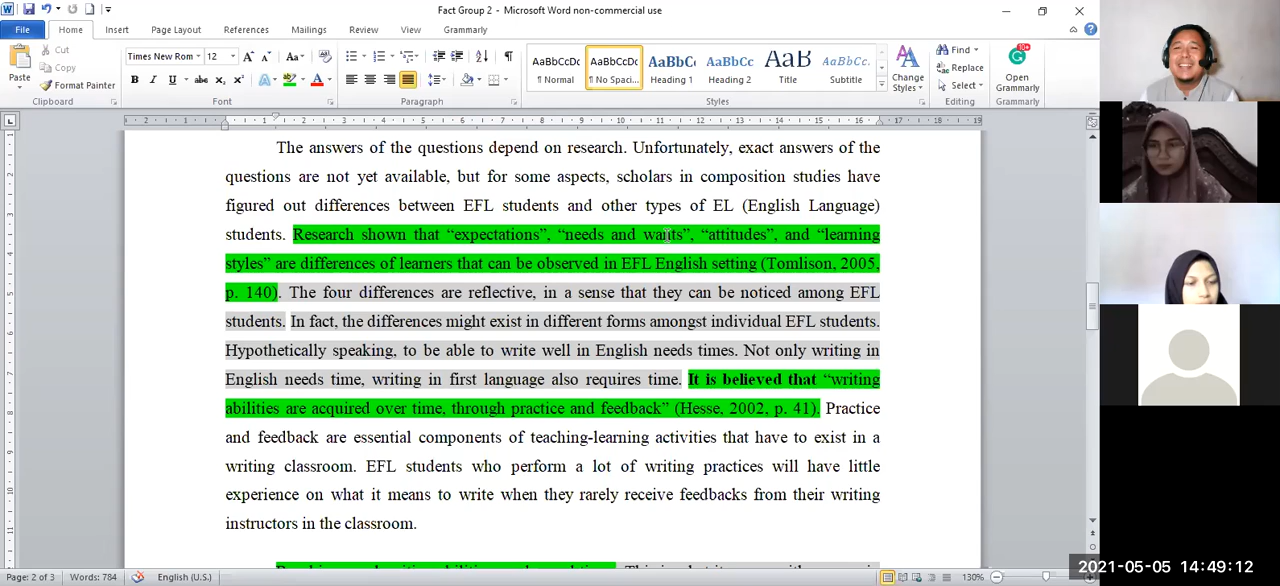 Fact Group 2 - Microsoft Word non-commercial use
File Home Insert Page Layout References Mailings Review View Grammarly
Cut
Copy
Format Painter
Paste
Clipboard
Times New Rom 12
Font
Paragraph
AaBbCcDc AaBbCcDc AaBbCc AaBbCc AaB AaBbCc.
¶ Normal ¶ No Spaci... Heading 1 Heading 2 Title Subtitle
Change
Styles
Styles
Find
Replace
Select
Editing
Open
Grammarly
Grammarly
The answers of the questions depend on research. Unfortunately, exact answers of the
questions are not yet available, but for some aspects, scholars in composition studies have
figured out differences between EFL students and other types of EL (English Language)
students. Research shown that “expectations”, “needs and wants”, “attitudes”, and “learning
styles” are differences of learners that can be observed in EFL English setting (Tomlison, 2005,
p. 140). The four differences are reflective, in a sense that they can be noticed among EFL
students. In fact, the differences might exist in different forms amongst individual EFL students.
Hypothetically speaking, to be able to write well in English needs times. Not only writing in
English needs time, writing in first language also requires time. It is believed that “writing
abilities are acquired over time, through practice and feedback” (Hesse, 2002, p. 41). Practice
and feedback are essential components of teaching-learning activities that have to exist in a
writing classroom. EFL students who perform a lot of writing practices will have little
experience on what it means to write when they rarely receive feedbacks from their writing
instructors in the classroom.
Page: 2 of 3 Words: 784 English (U.S.) 130%
2021-05-05 14:49:12